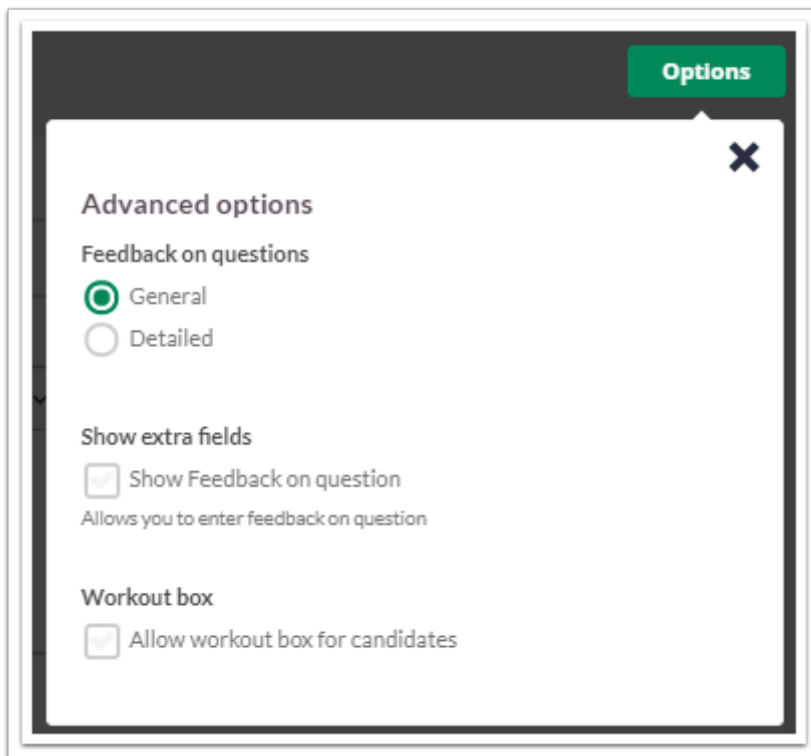 Options
Advanced options
Feedback on questions
General
Detailed
Show extra fields
Show Feedback on question
Allows you to enter feedback on question
Workout box
Allow workout box for candidates